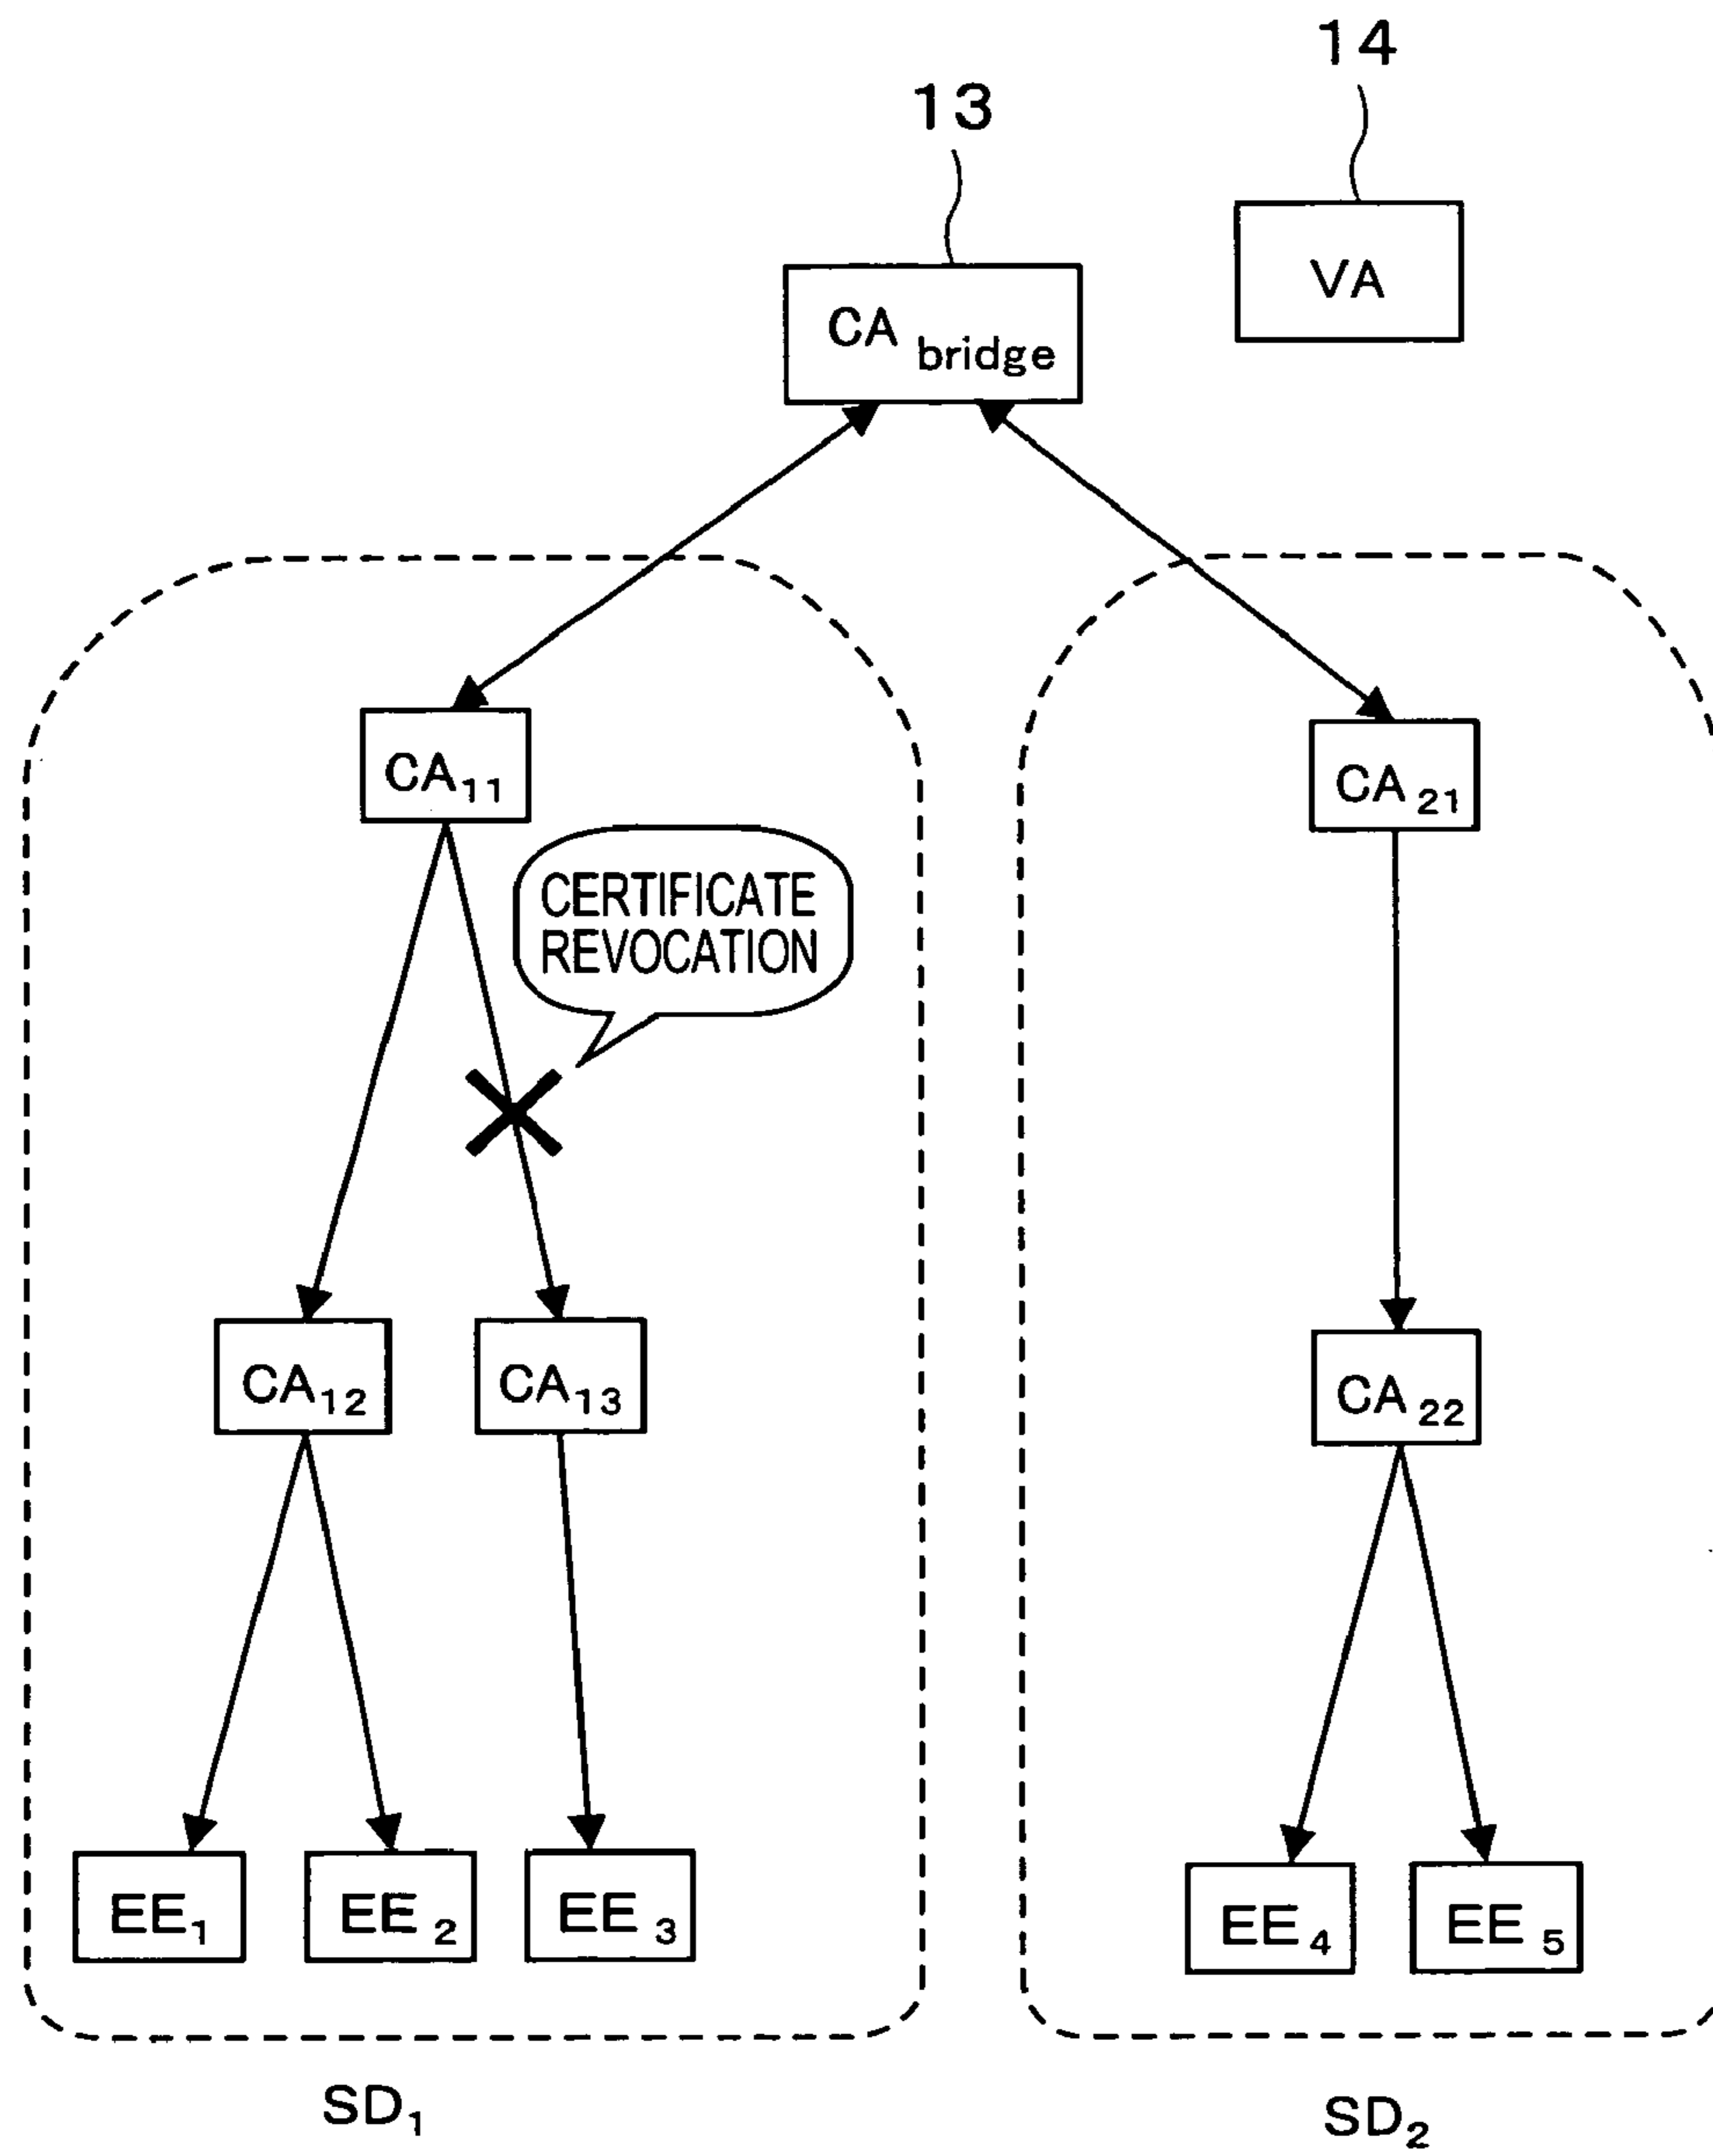 14
13
VA
CA bridge
CA11
CA21
CERTIFICATE
REVOCATION
CA12
CA13
CA22
EE1
EE2
EE3
EE4
EE5
SD1
SD2